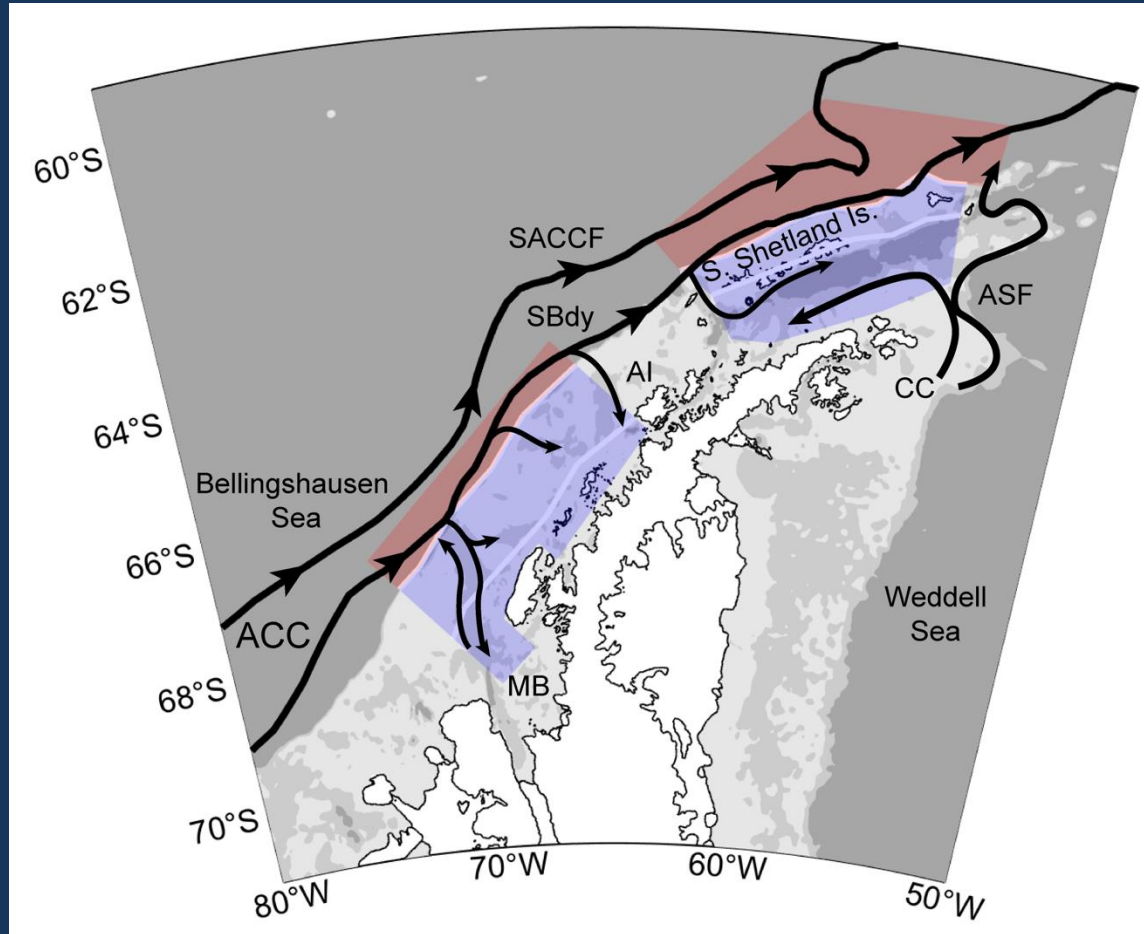 60°S
62°S
64°S
66°S
68°S
70°S
80°W
70°W
60°W
50°W
SACCF
SBdy
S. Shetland Is.
ASF
AI
CC
Bellingshausen
Sea
ACC
MB
Weddell
Sea